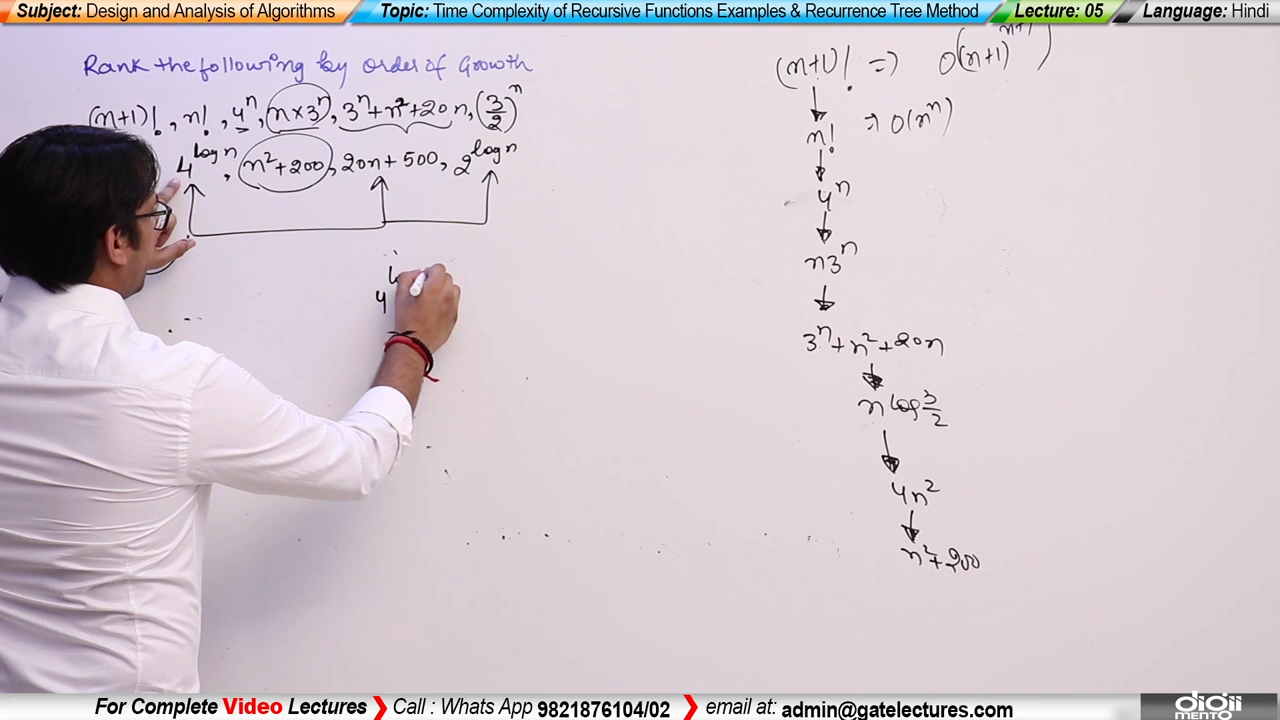 Subject: Design and Analysis of Algorithms
Topic: Time Complexity of Recursive Functions Examples & Recurrence Tree Method
Lecture: 05
Language: Hindi
Rank the following by order of Growth
(n+1)!, n!, 4^n, n×3^n, 3^n+n^2+20n, (3/2)^n
4^log n, n^2+200, 20n+500, 2^log n
4
(n+1)! => O(n+1)^n+1)
n! => O(n^n)
4^n
n3^n
3^n+n^2+20n
n log 3/2
4n^2
n^2+200
For Complete Video Lectures
Call : Whats App 9821876104/02
email at: admin@gatelectures.com
digii
MENTO